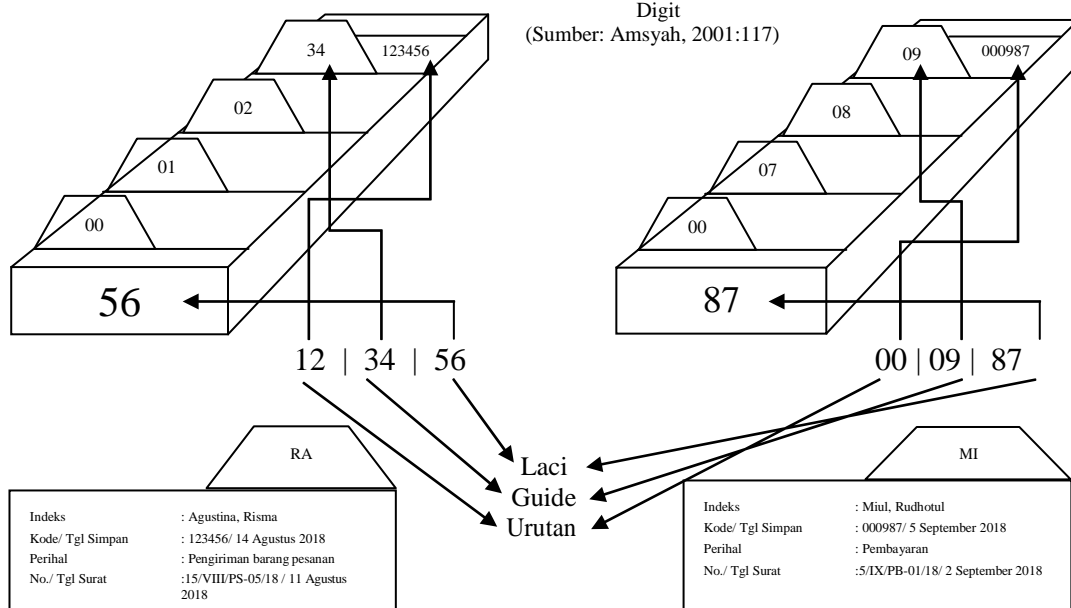 Digit
(Sumber: Amsyah, 2001:117)
34
123456
02
01
00
56
09
000987
08
07
00
87
12 | 34 | 56
00 | 09 | 87
Laci
Guide
Urutan
RA
Indeks : Agustina, Risma
Kode/ Tgl Simpan : 123456/ 14 Agustus 2018
Perihal : Pengiriman barang pesanan
No./ Tgl Surat :15/VIII/PS-05/18 / 11 Agustus
2018
MI
Indeks : Miul, Rudhotul
Kode/ Tgl Simpan : 000987/ 5 September 2018
Perihal : Pembayaran
No./ Tgl Surat :5/IX/PB-01/18/ 2 September 2018